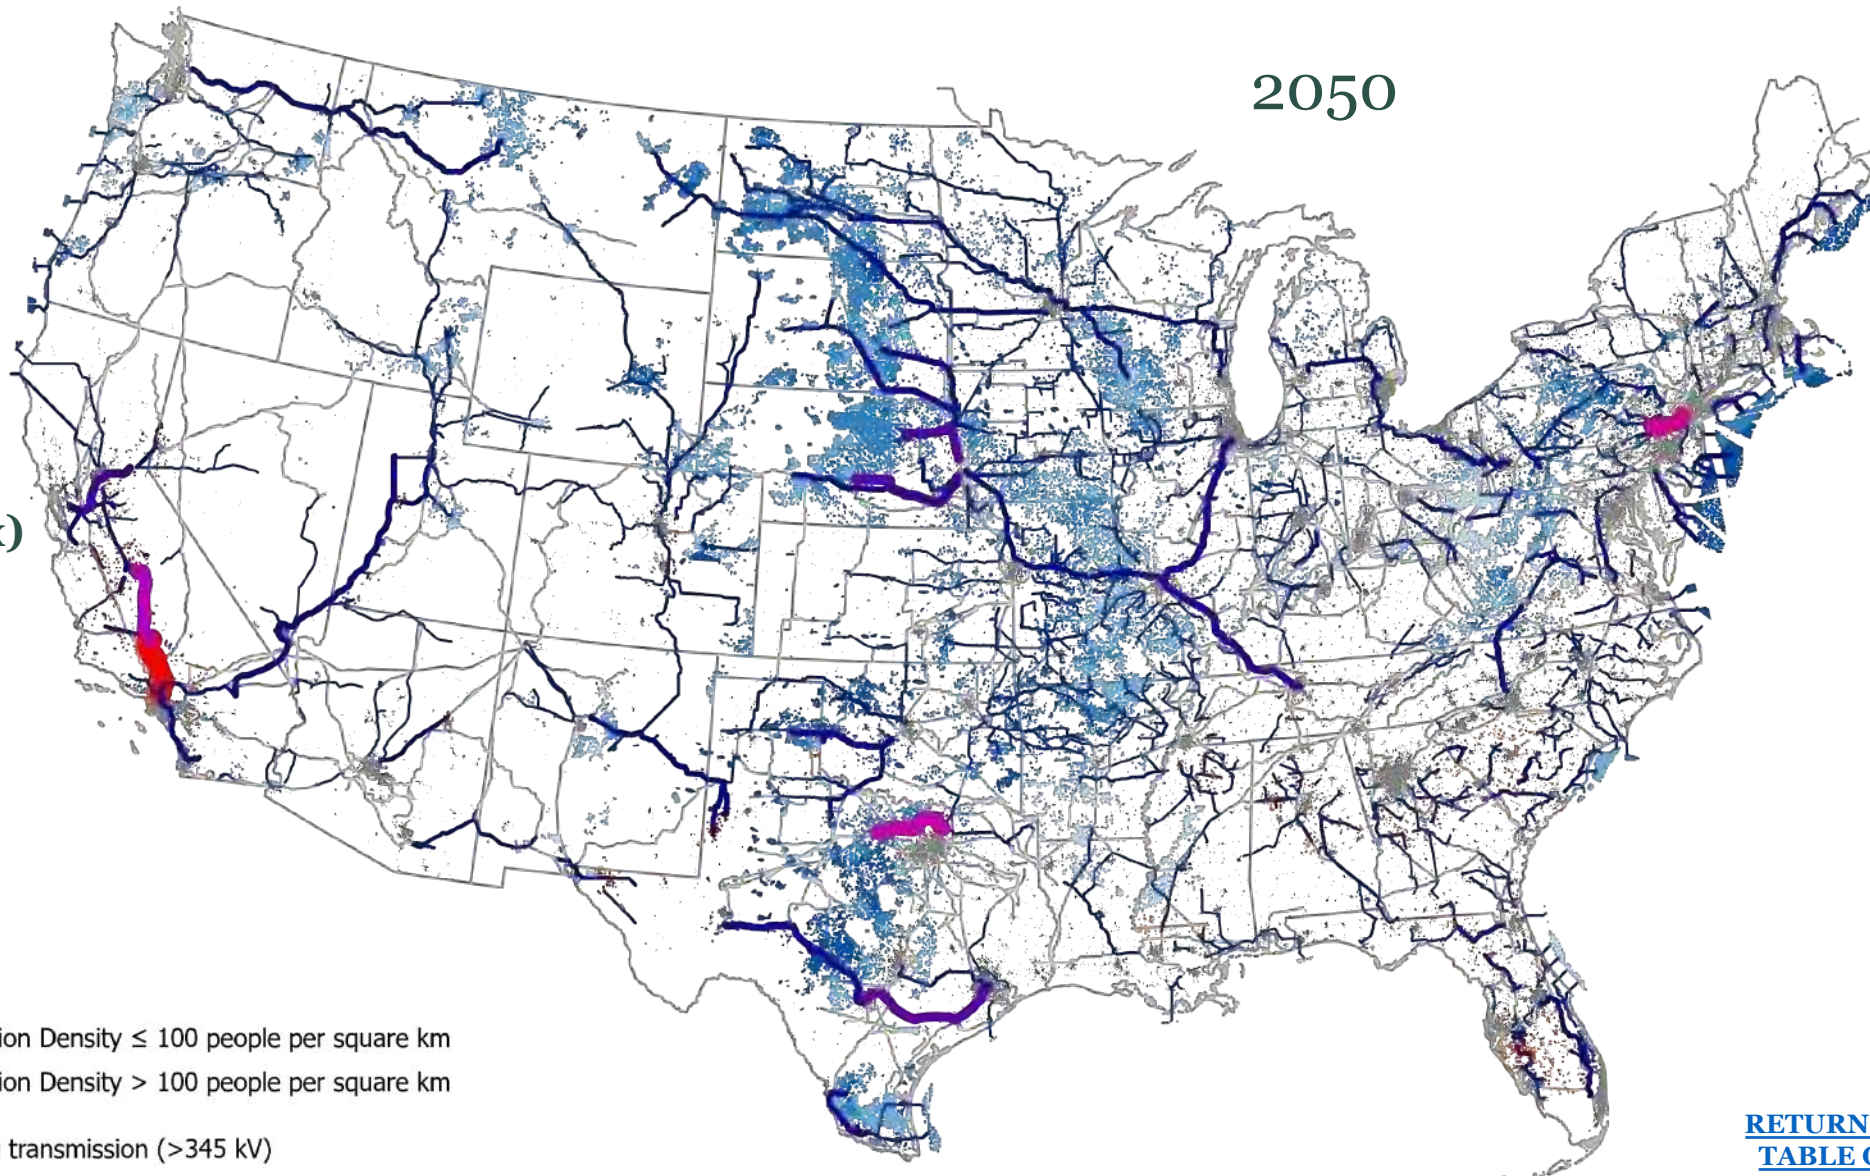 2050
)
ion Density ≤ 100 people per square km
ion Density > 100 people per square km
transmission (>345 kV)
RETURN
TABLE